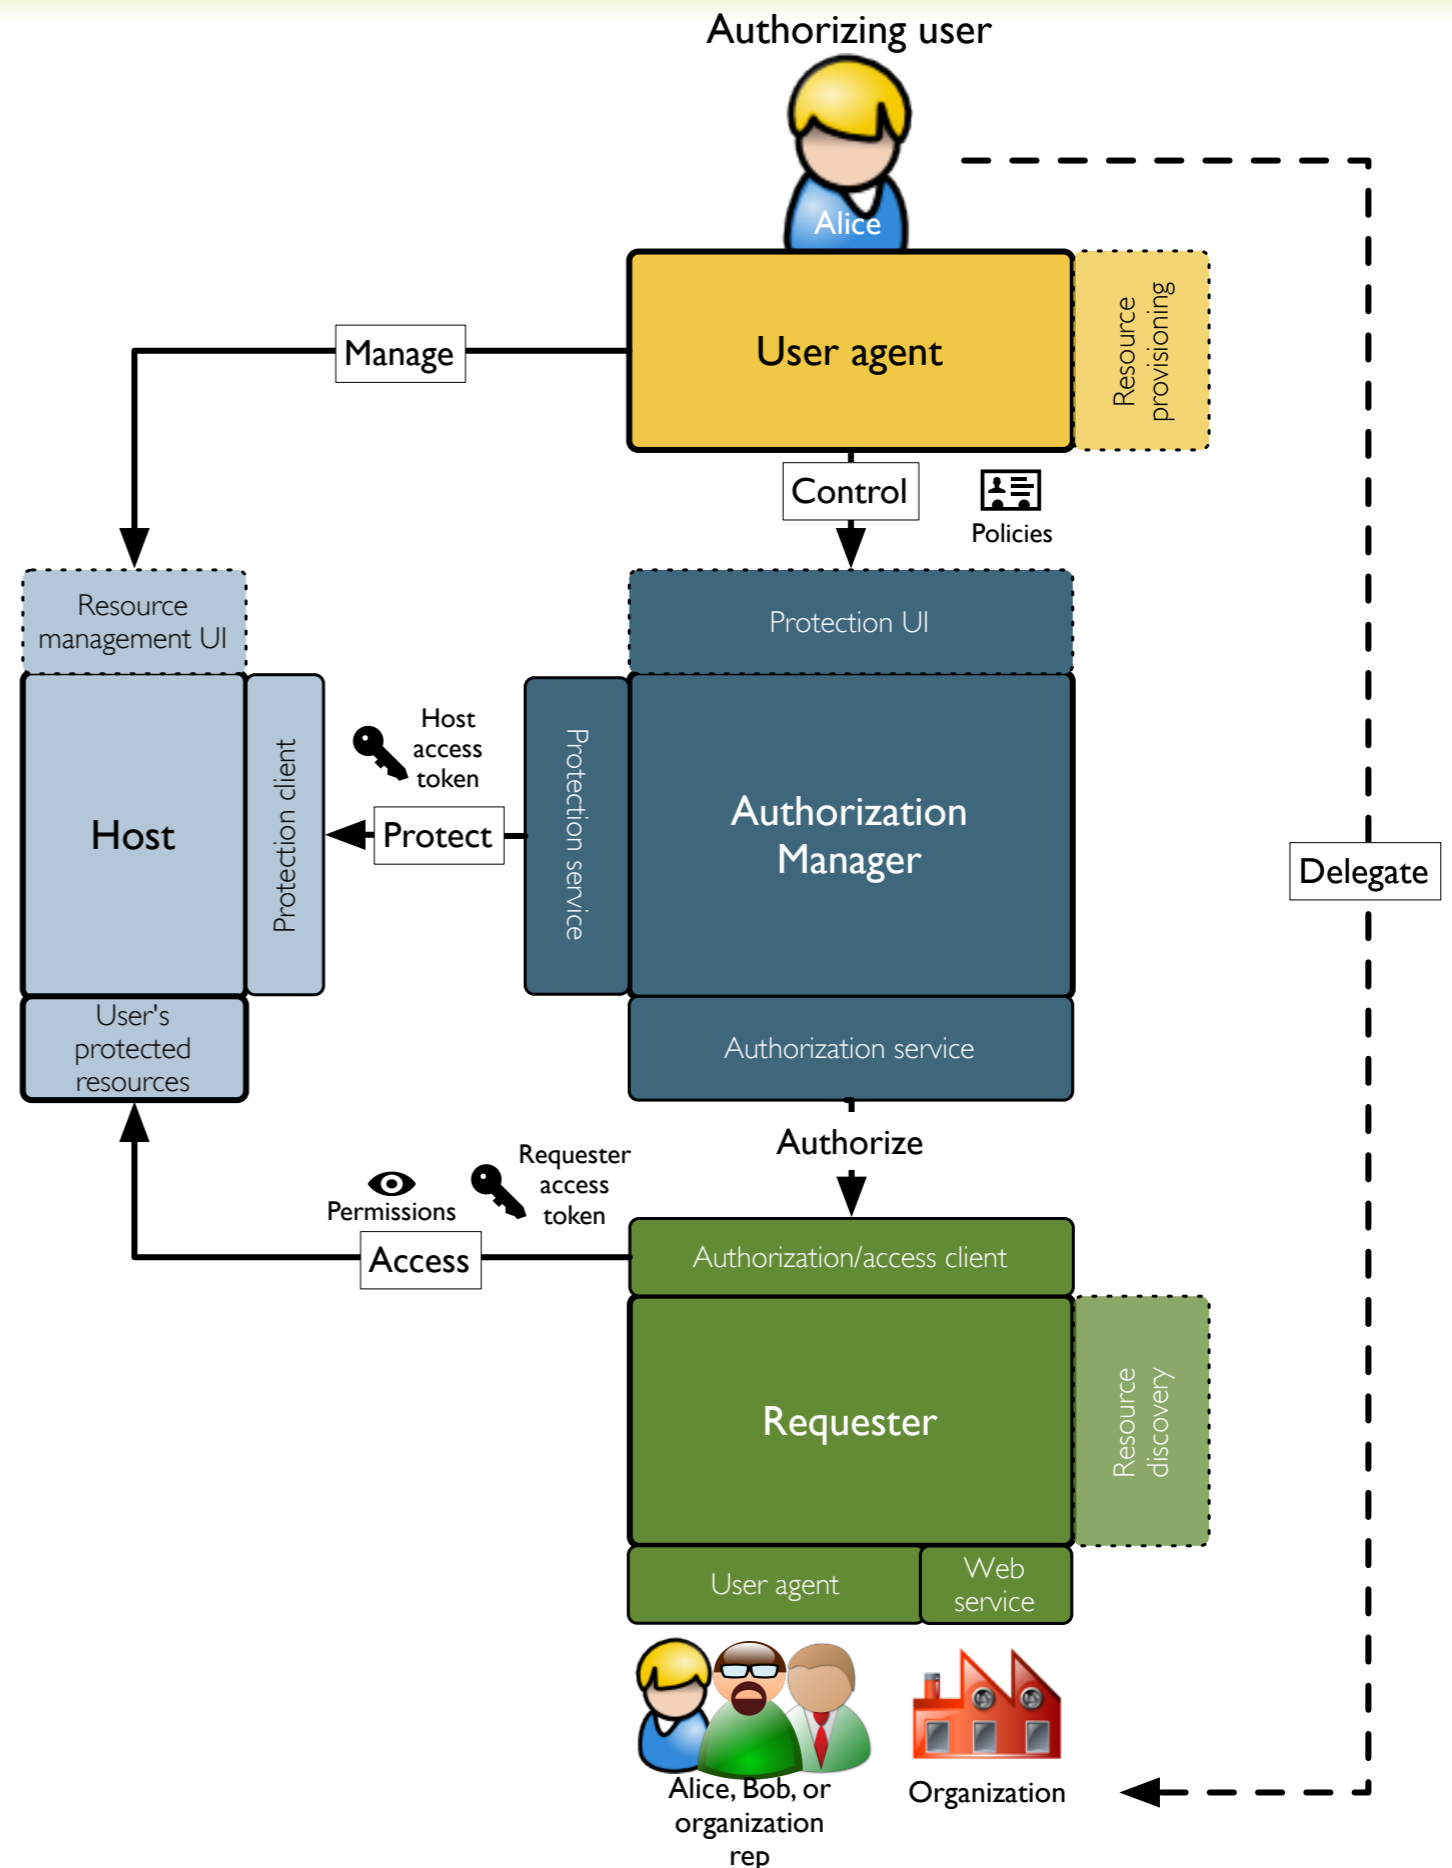 Authorizing user
Alice
User agent
Resource
provisioning
Manage
Control
Policies
Resource
management UI
Protection UI
Host
Protection client
Host
access
token
Protect
Protection service
Authorization
Manager
Delegate
User's
protected
resources
Authorization service
Authorize
Permissions
Requester
access
token
Access
Authorization/access client
Requester
Resource
discovery
User agent
Web
service
Alice, Bob, or
organization
rep
Organization